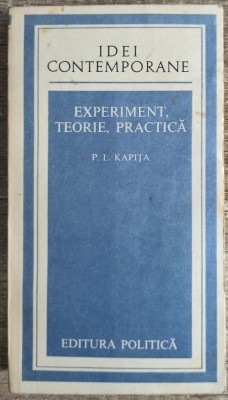 IDEI
CONTEMPORANE
EXPERIMENT,
TEORIE, PRACTICĂ
P. L. KAPIȚA
EDITURA POLITICĂ